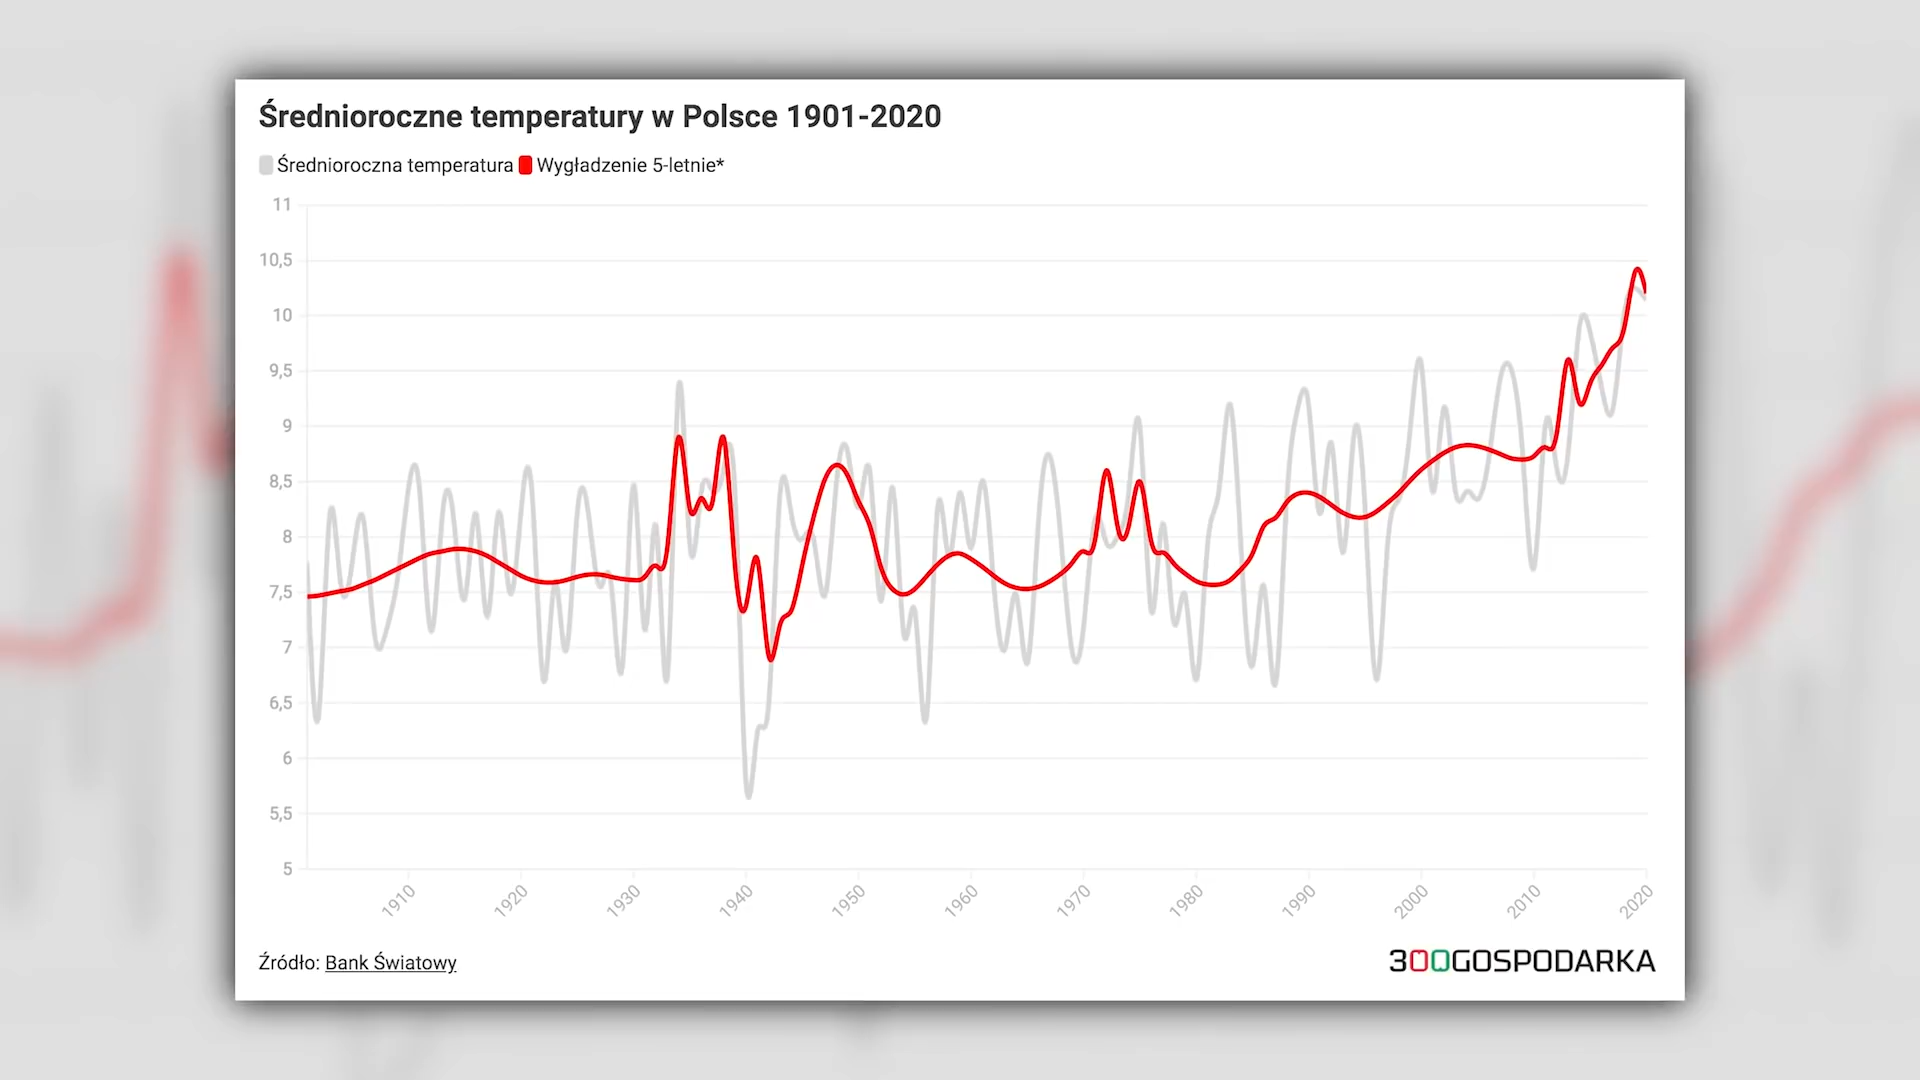 Średnioroczne temperatury w Polsce 1901-2020
Średnioroczna temperatura Wygładzenie 5-letnie*
11
10,5
10
9,5
9
8,5
8
7,5
7
6,5
6
5,5
5
1910 1920 1930 1940 1950 1960 1970 1980 1990 2000 2010 2020
Źródło: Bank Światowy
300GOSPODARKA